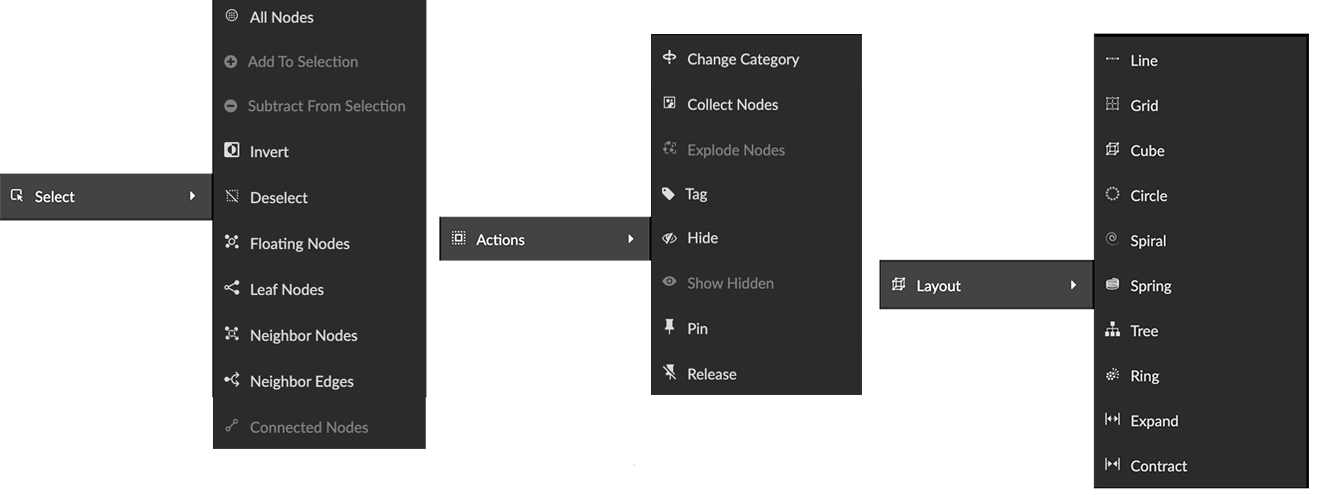 Select
All Nodes
Add To Selection
Subtract From Selection
Invert
Deselect
Floating Nodes
Leaf Nodes
Neighbor Nodes
Neighbor Edges
Connected Nodes
Actions
Change Category
Collect Nodes
Explode Nodes
Tag
Hide
Show Hidden
Pin
Release
Layout
Line
Grid
Cube
Circle
Spiral
Spring
Tree
Ring
Expand
Contract